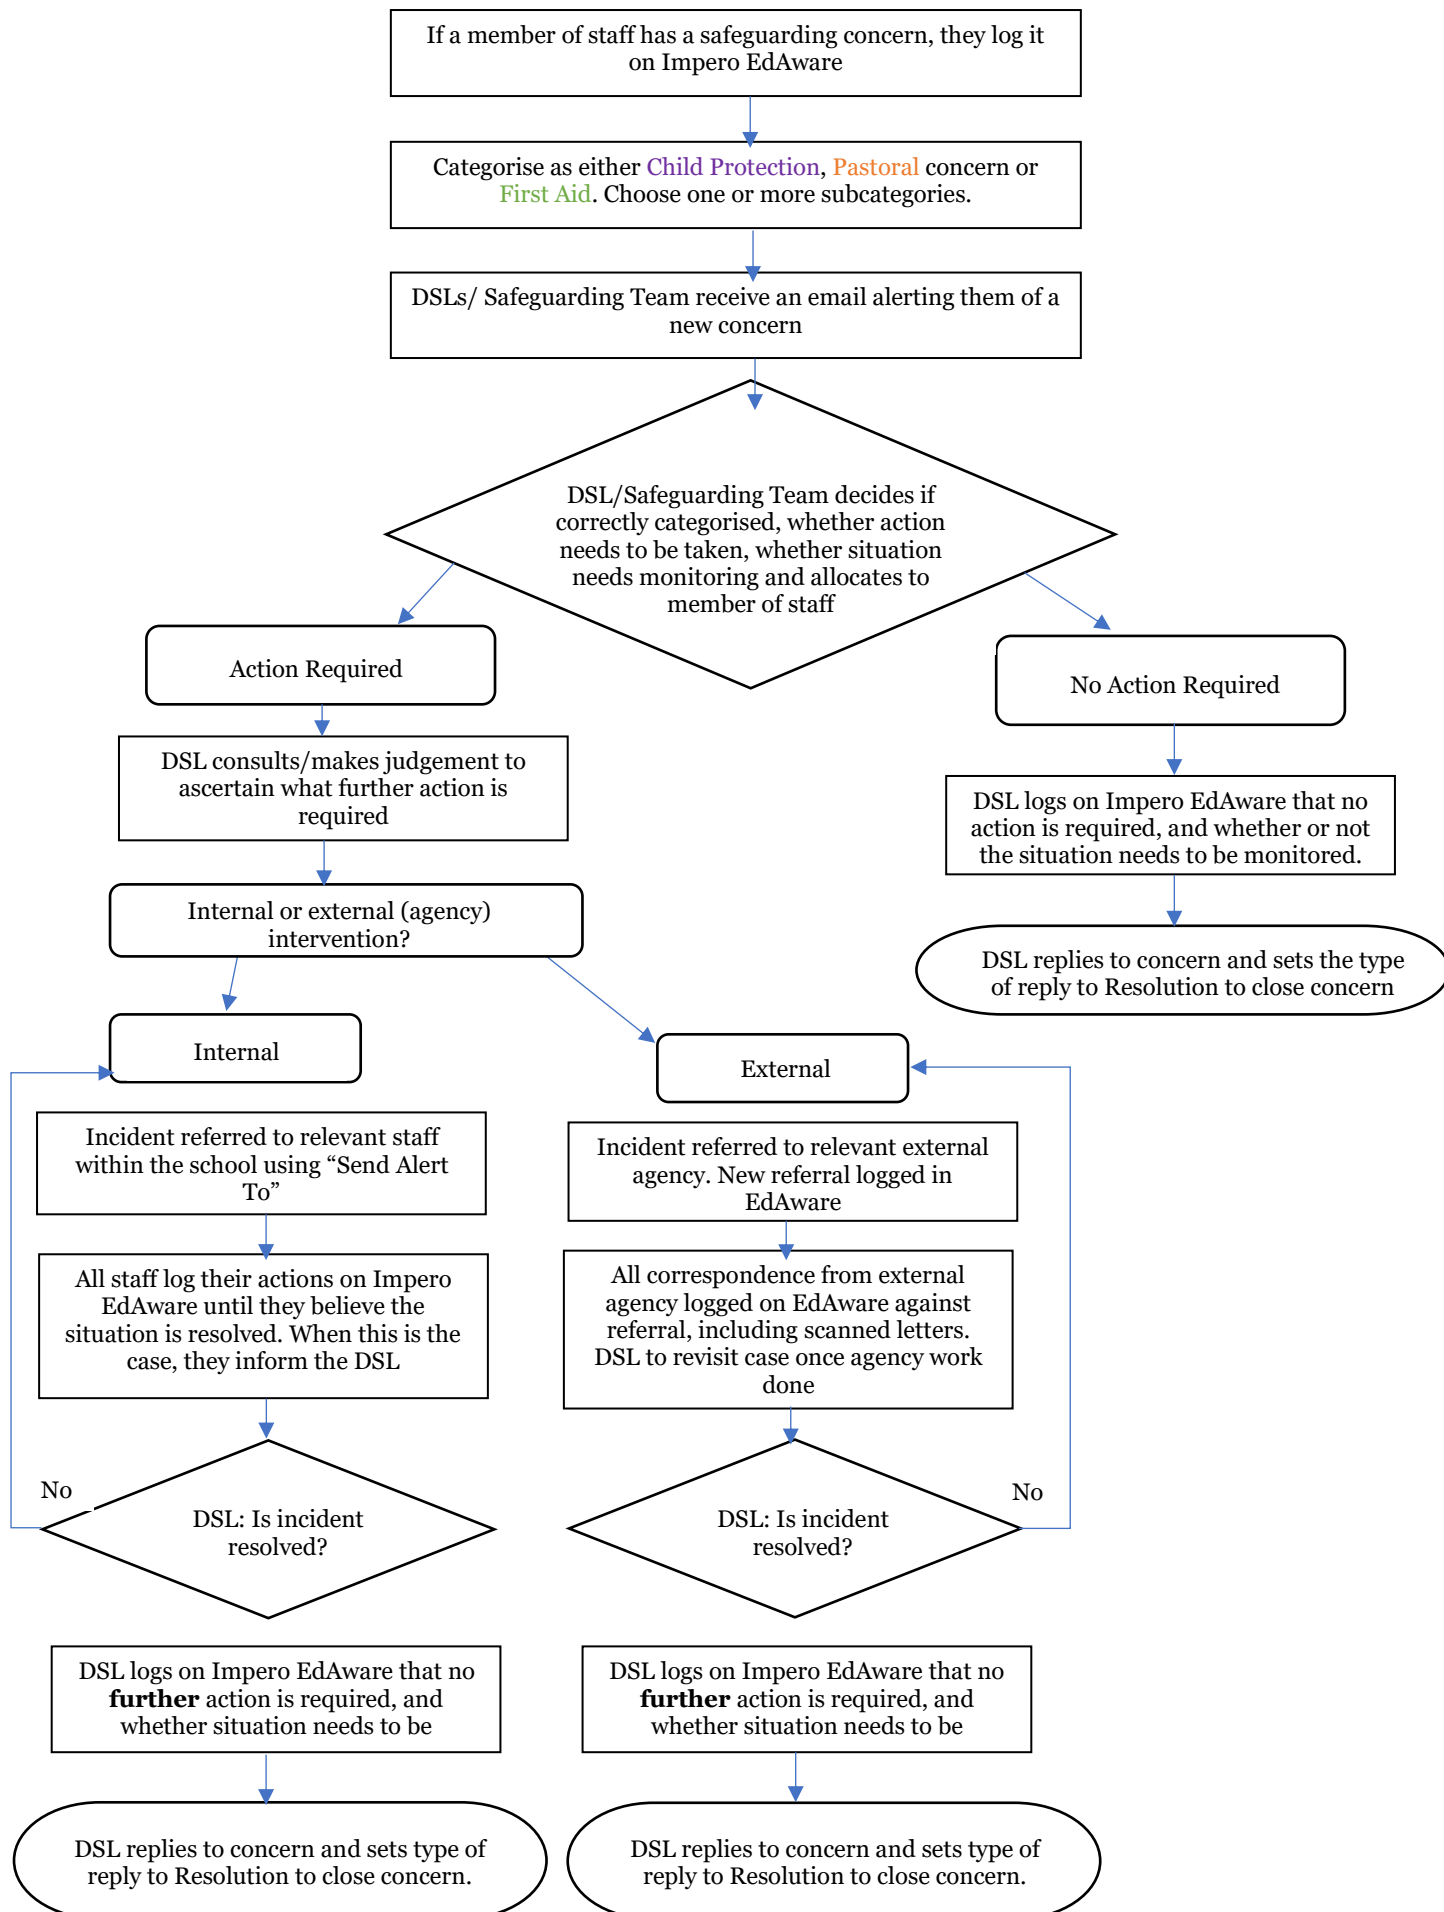 If a member of staff has a safeguarding concern, they log it
on Impero EdAware
Categorise as either Child Protection, Pastoral concern or
First Aid. Choose one or more subcategories.
DSLs/ Safeguarding Team receive an email alerting them of a
new concern
DSL/Safeguarding Team decides if
correctly categorised, whether action
needs to be taken, whether situation
needs monitoring and allocates to
member of staff
Action Required
No Action Required
DSL consults/makes judgement to
ascertain what further action is
required
DSL logs on Impero EdAware that no
action is required, and whether or not
the situation needs to be monitored.
Internal or external (agency)
intervention?
DSL replies to concern and sets the type
of reply to Resolution to close concern
Internal
External
Incident referred to relevant staff
within the school using “Send Alert
To”
Incident referred to relevant external
agency. New referral logged in
EdAware
All staff log their actions on Impero
EdAware until they believe the
situation is resolved. When this is the
case, they inform the DSL
All correspondence from external
agency logged on EdAware against
referral, including scanned letters.
DSL to revisit case once agency work
done
No
DSL: Is incident
resolved?
No
DSL: Is incident
resolved?
DSL logs on Impero EdAware that no
further action is required, and
whether situation needs to be
DSL logs on Impero EdAware that no
further action is required, and
whether situation needs to be
DSL replies to concern and sets type of
reply to Resolution to close concern.
DSL replies to concern and sets type of
reply to Resolution to close concern.